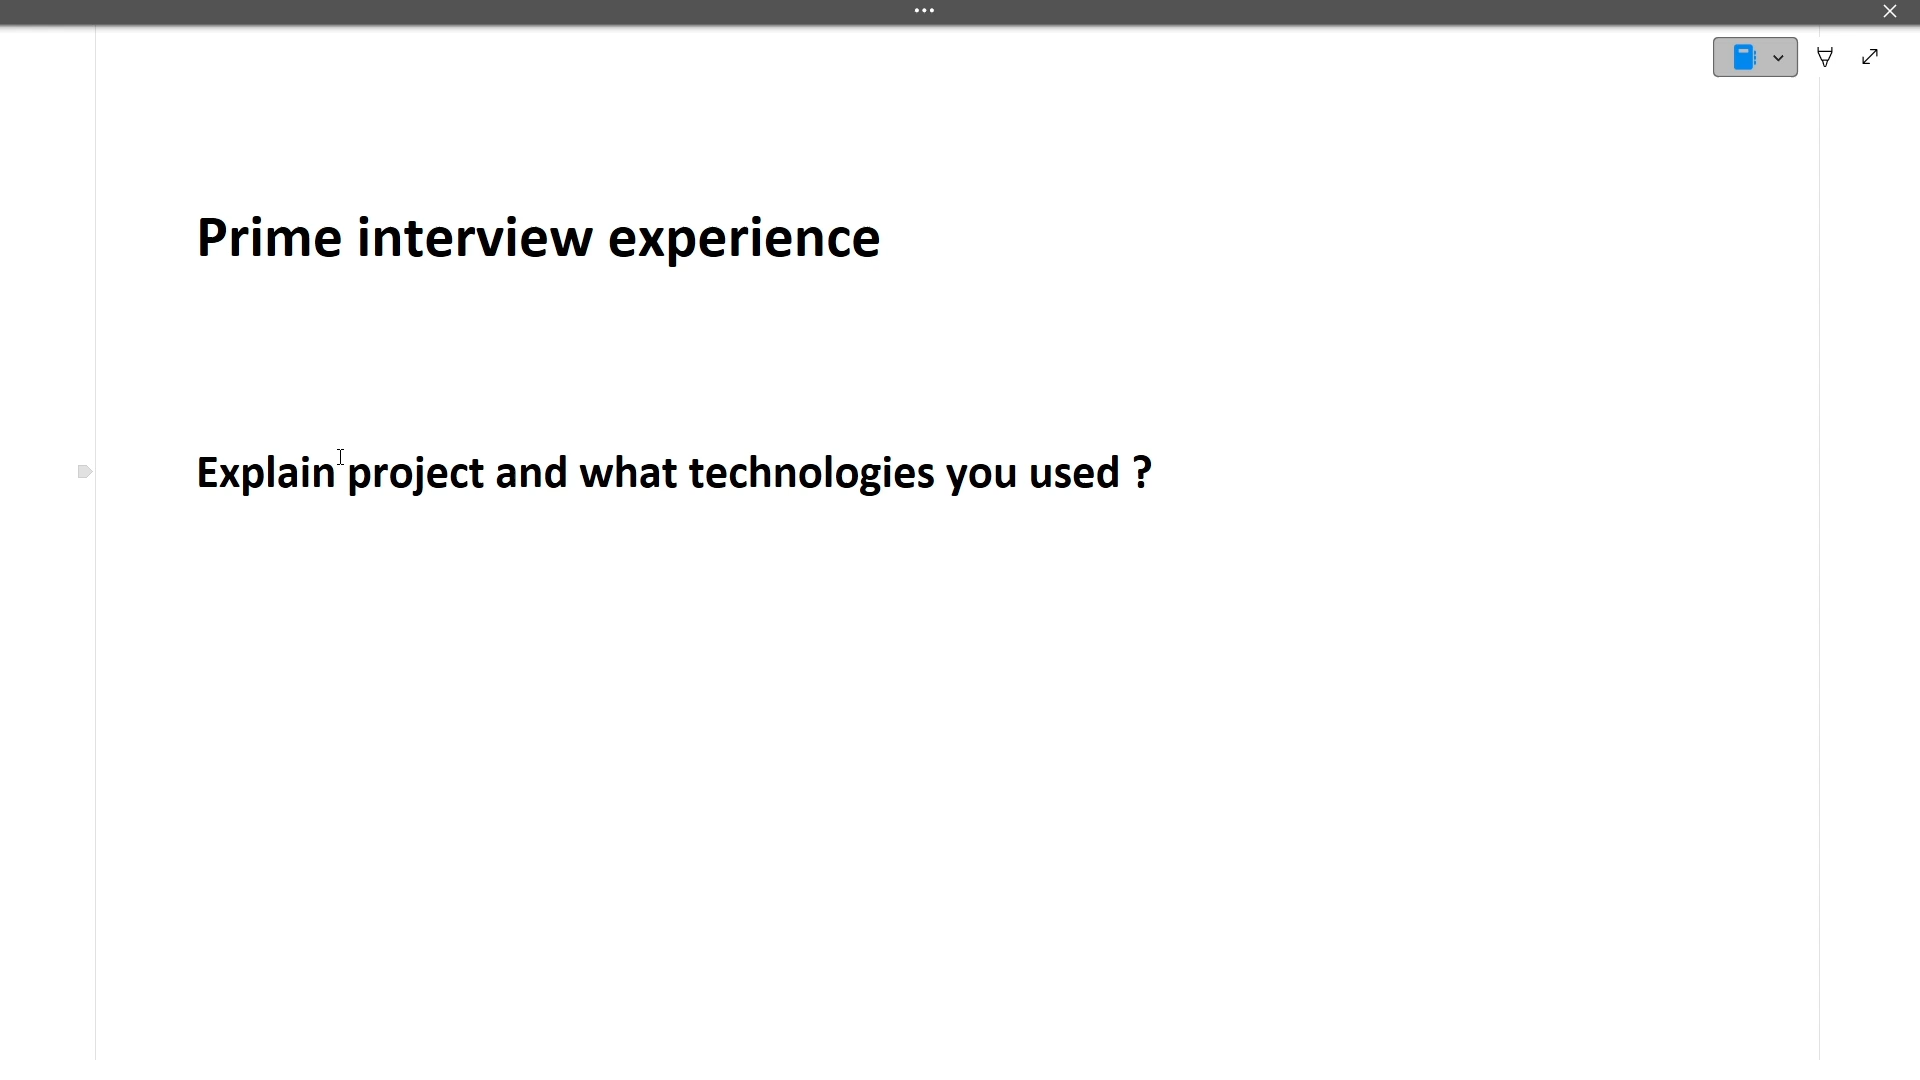 Prime interview experience
Explain project and what technologies you used ?